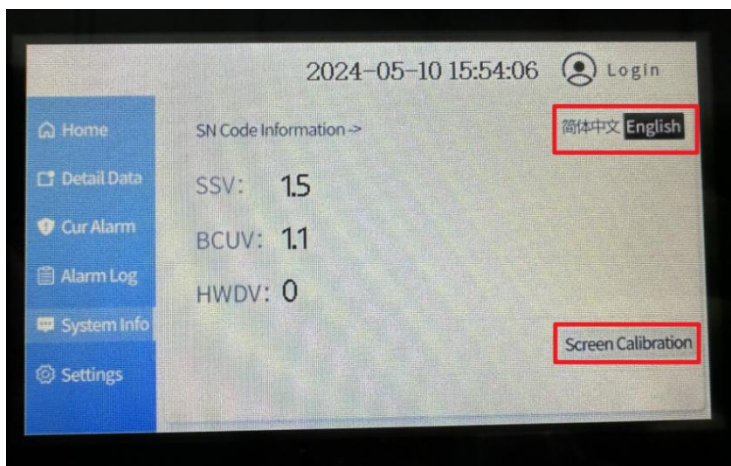 2024-05-10 15:54:06 Login
Home
Detail Data
Cur Alarm
Alarm Log
System Info
Settings
SN Code Information->
简体中文 English
SSV: 1.5
BCUV: 1.1
HWDV: 0
Screen Calibration